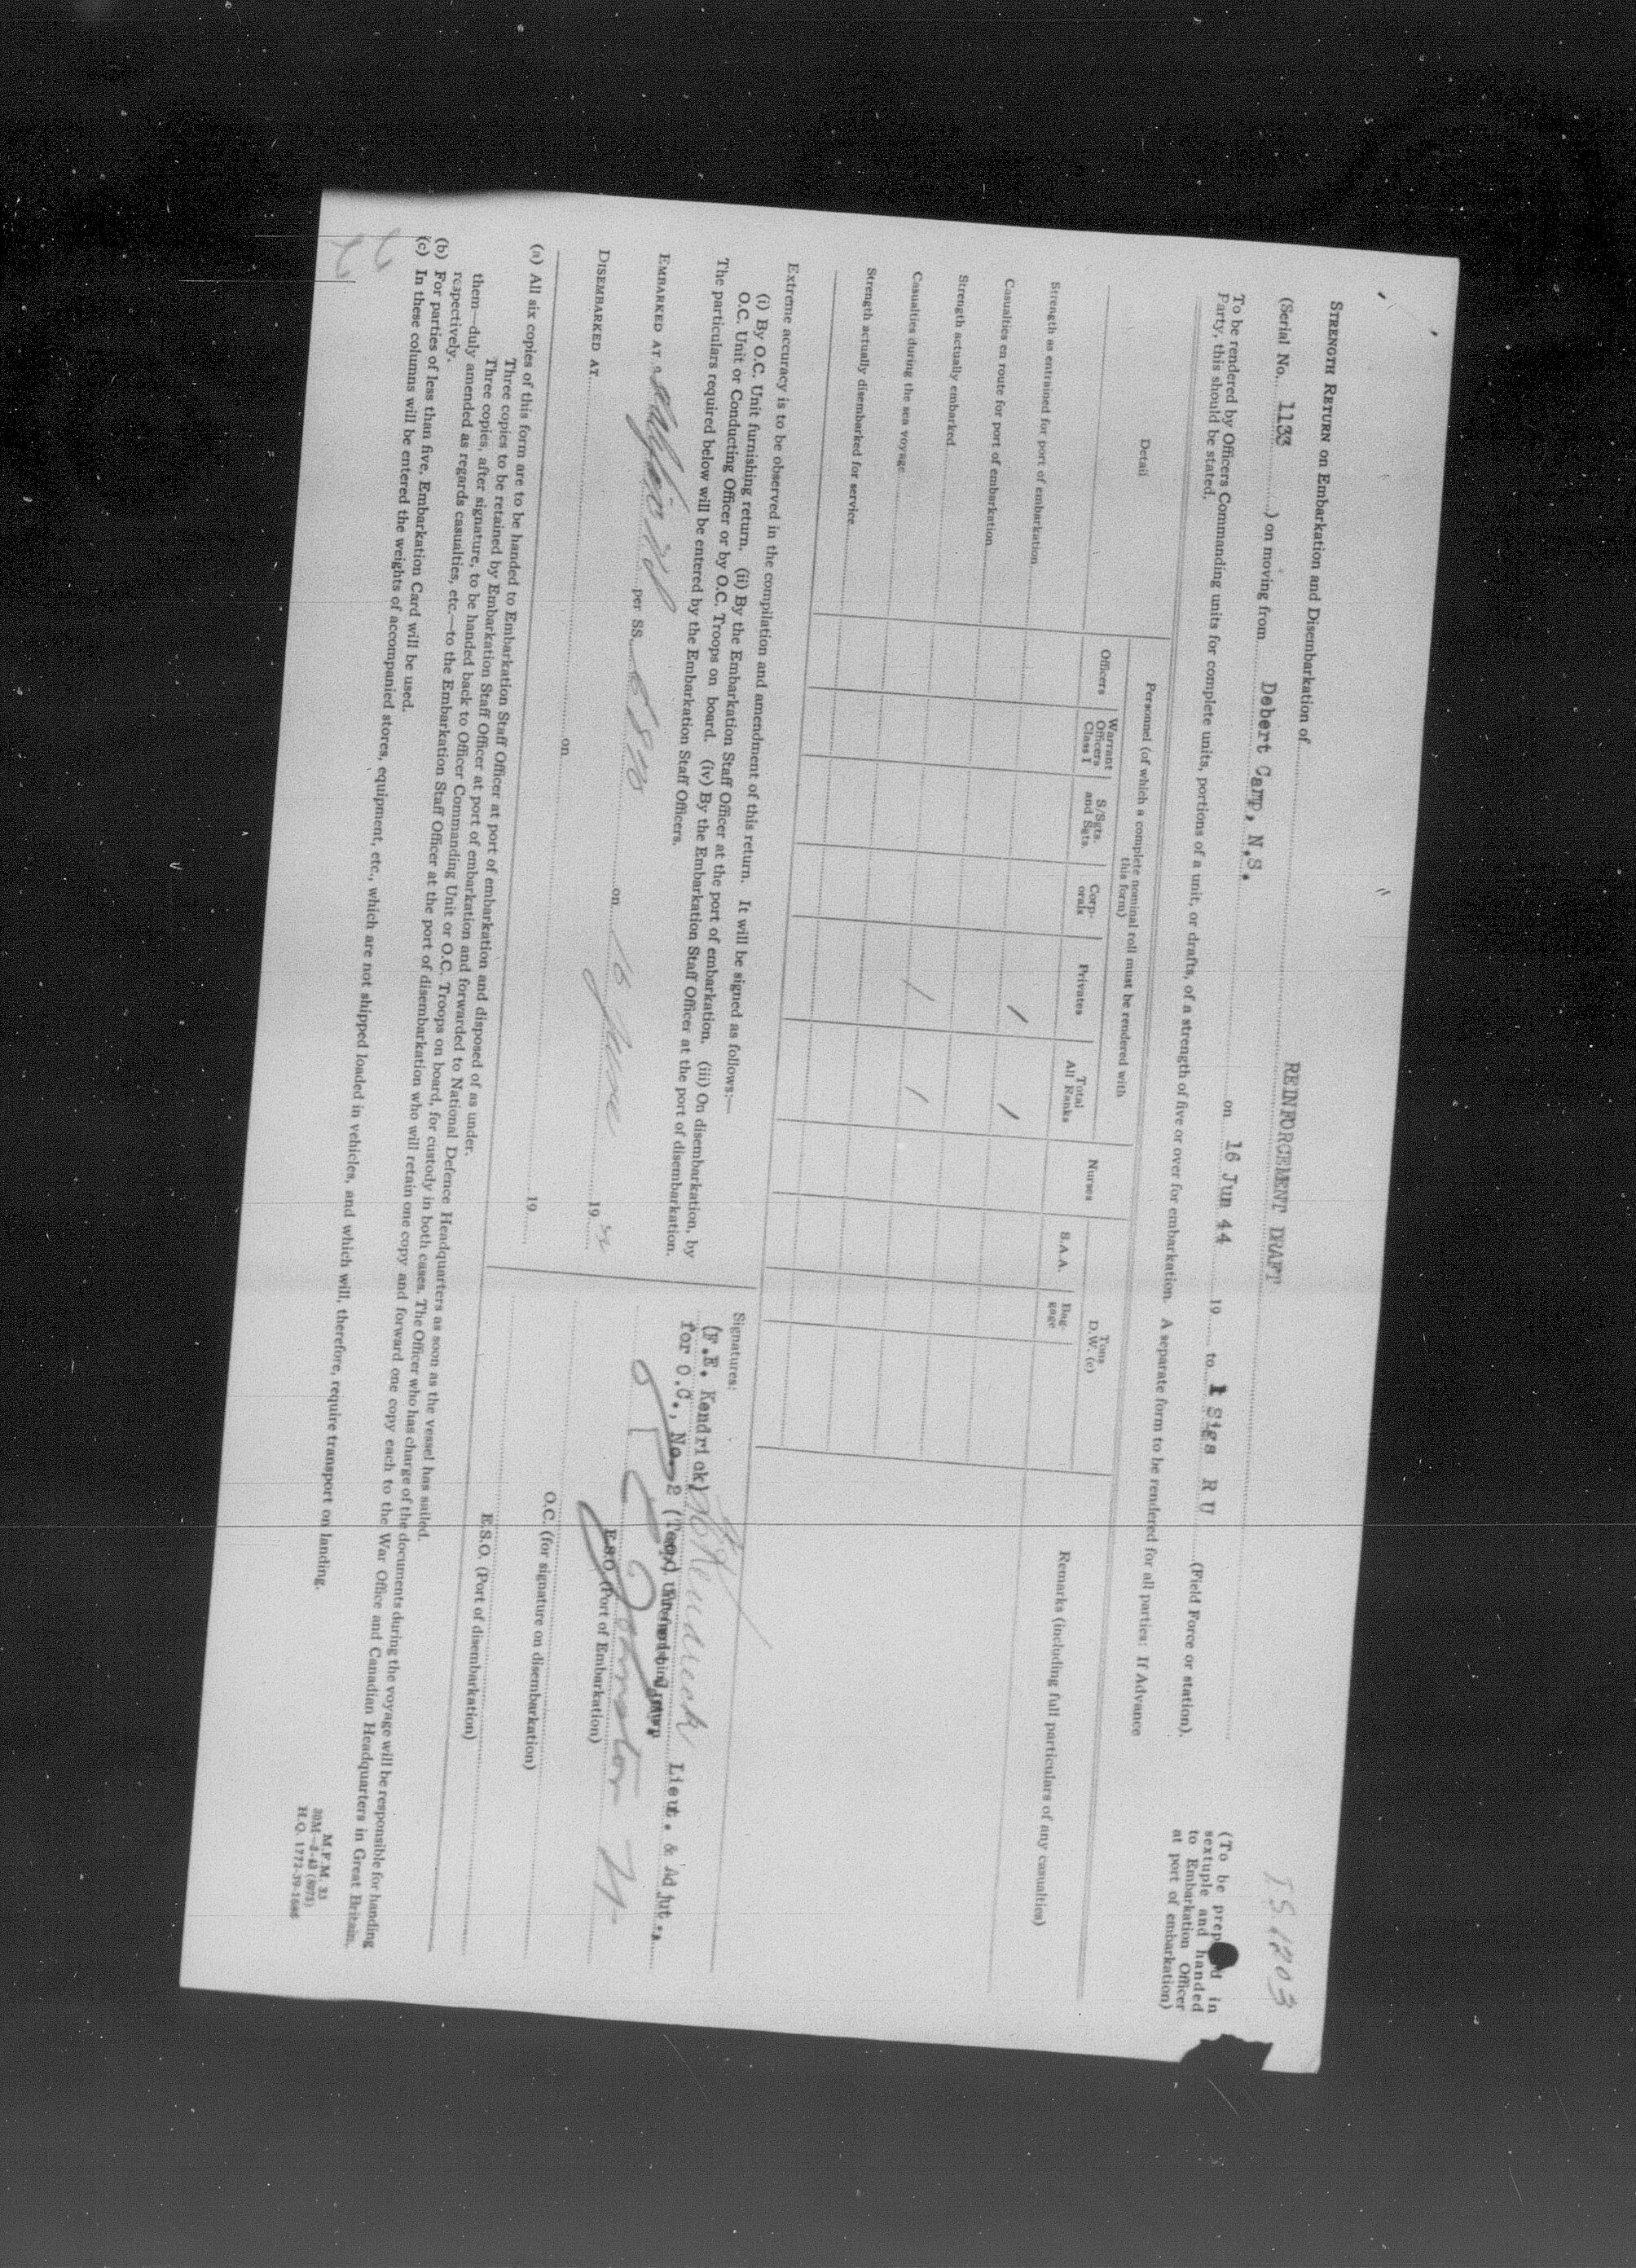 STRENGTH RETURN on Embarkation and Disembarkation of REINFORCEMENT DRAFT
(Serial No. 1133) on moving from Debert Camp, N.S. on 16 Jun 44 19 to 1 Sigs R U (Field Force or station).
(To be prep d in
sextuple and handed
to Embarkation Officer
at port of embarkation)
To be rendered by Officers Commanding units for complete units, portions of a unit, or drafts, of a strength of five or over for embarkation. A separate form to be rendered for all parties: If Advance
Party, this should be stated.
Detail
Personnel (of which a complete nominal roll must be rendered with
this form)
Officers
Warrant Officers Class I
S/Sgts. and Sgts.
Corp-orals
Privates
Total All Ranks
Nurses
Tons D.W. (c)
S.A.A.
Bag-gage
Remarks (including full particulars of any casualties)
Strength as entrained for port of embarkation 1 1
Casualties en route for port of embarkation
Strength actually embarked 1 1
Casualties during the sea voyage
Strength actually disembarked for service
Extreme accuracy is to be observed in the compilation and amendment of this return. It will be signed as follows:—
(i) By O.C. Unit furnishing return. (ii) By the Embarkation Staff Officer at the port of embarkation. (iii) On disembarkation, by
O.C. Unit or Conducting Officer or by O.C. Troops on board. (iv) By the Embarkation Staff Officer at the port of disembarkation.
The particulars required below will be entered by the Embarkation Staff Officers.
EMBARKED AT per SS. on 16 June 19
DISEMBARKED AT on 19
Signatures:
(F.E. Kendrick) Lieut. & Adjut.,
for O.C., No. 2
E.S.O. (Port of Embarkation)
O.C. (for signature on disembarkation)
E.S.O. (Port of disembarkation)
(a) All six copies of this form are to be handed to Embarkation Staff Officer at port of embarkation and disposed of as under.
Three copies to be retained by Embarkation Staff Officer at port of embarkation and forwarded to National Defence Headquarters as soon as the vessel has sailed.
Three copies, after signature, to be handed back to Officer Commanding Unit or O.C. Troops on board, for custody in both cases. The Officer who has charge of the documents during the voyage will be responsible for handing
them—duly amended as regards casualties, etc.—to the Embarkation Staff Officer at the port of disembarkation who will retain one copy and forward one copy each to the War Office and Canadian Headquarters in Great Britain,
respectively.
(b) For parties of less than five, Embarkation Card will be used.
(c) In these columns will be entered the weights of accompanied stores, equipment, etc., which are not shipped loaded in vehicles, and which will, therefore, require transport on landing.
M.F.M. 33
H.Q. 1772-39-1686